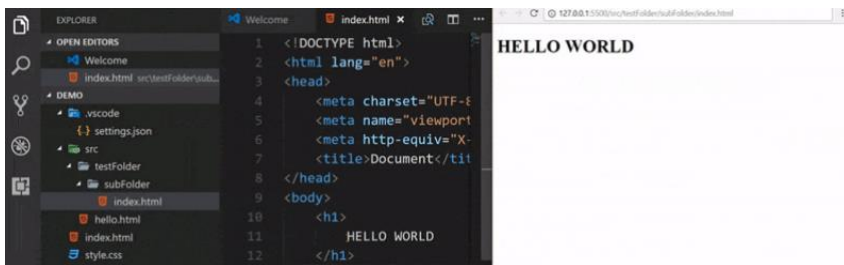 EXPLORER
OPEN EDITORS
Welcome
index.html src\testFolder\sub...
DEMO
.vscode
{.} settings.json
src
testFolder
subFolder
index.html
hello.html
index.html
style.css
Welcome
index.html
1 <!DOCTYPE html>
2 <html lang="en">
3 <head>
4 <meta charset="UTF-8
5 <meta name="viewport
6 <meta http-equiv="X-
7 <title>Document</tit
8 </head>
9 <body>
10 <h1>
11 HELLO WORLD
12 </h1>
127.0.0.1:5500/src/testFolder/subFolder/index.html
HELLO WORLD